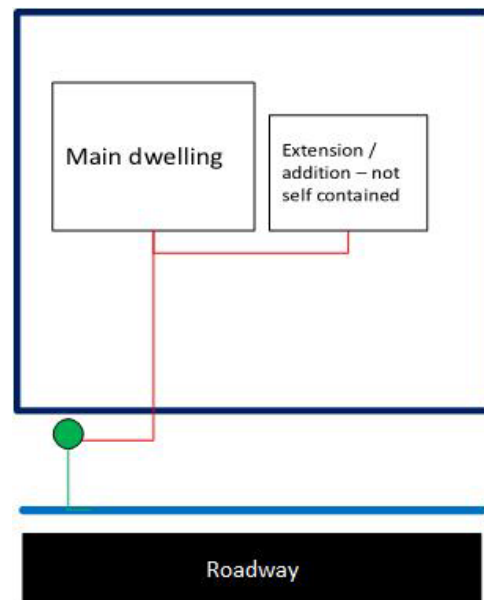 Main dwelling
Extension /
addition – not
self contained
Roadway